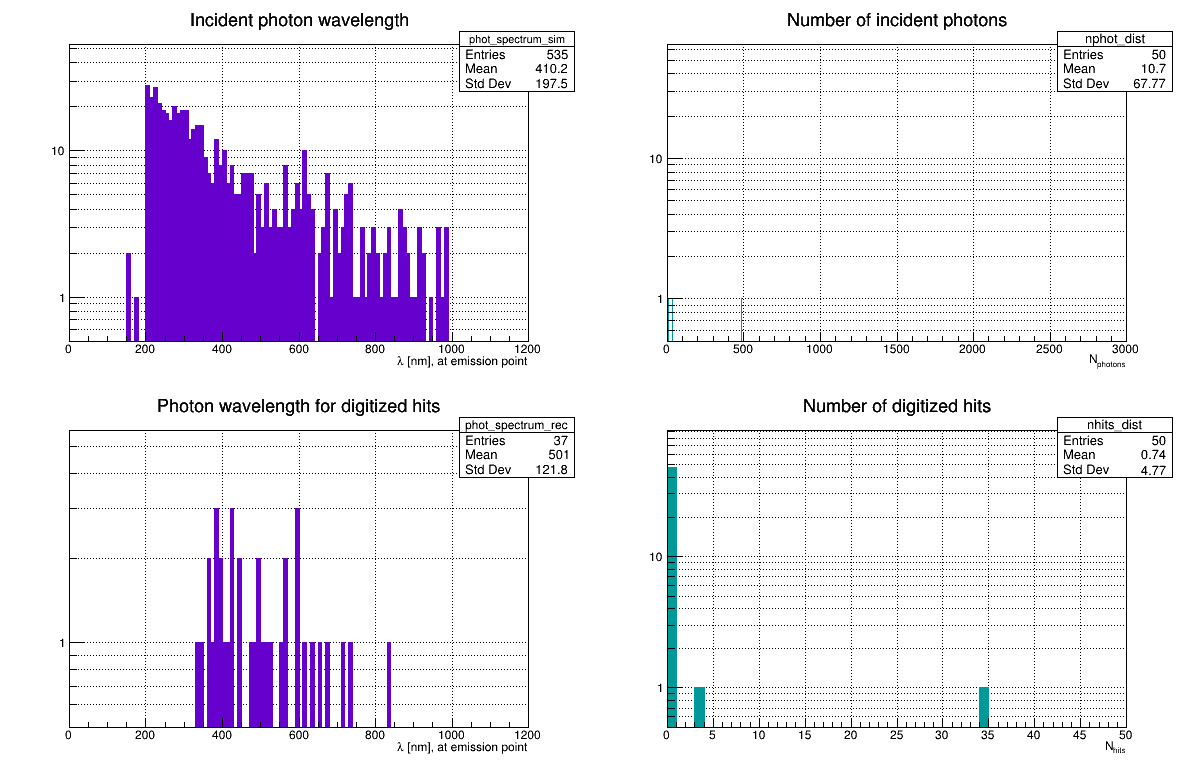 Incident photon wavelength
phot_spectrum_sim
Entries 535
Mean 410.2
Std Dev 197.5
10
1
0 200 400 600 800 1000 1200
λ [nm], at emission point
Number of incident photons
nphot_dist
Entries 50
Mean 10.7
Std Dev 67.77
10
1
0 500 1000 1500 2000 2500 3000
Nphotons
Photon wavelength for digitized hits
phot_spectrum_rec
Entries 37
Mean 501
Std Dev 121.8
1
0 200 400 600 800 1000 1200
λ [nm], at emission point
Number of digitized hits
nhits_dist
Entries 50
Mean 0.74
Std Dev 4.77
10
1
0 5 10 15 20 25 30 35 40 45 50
Nhits